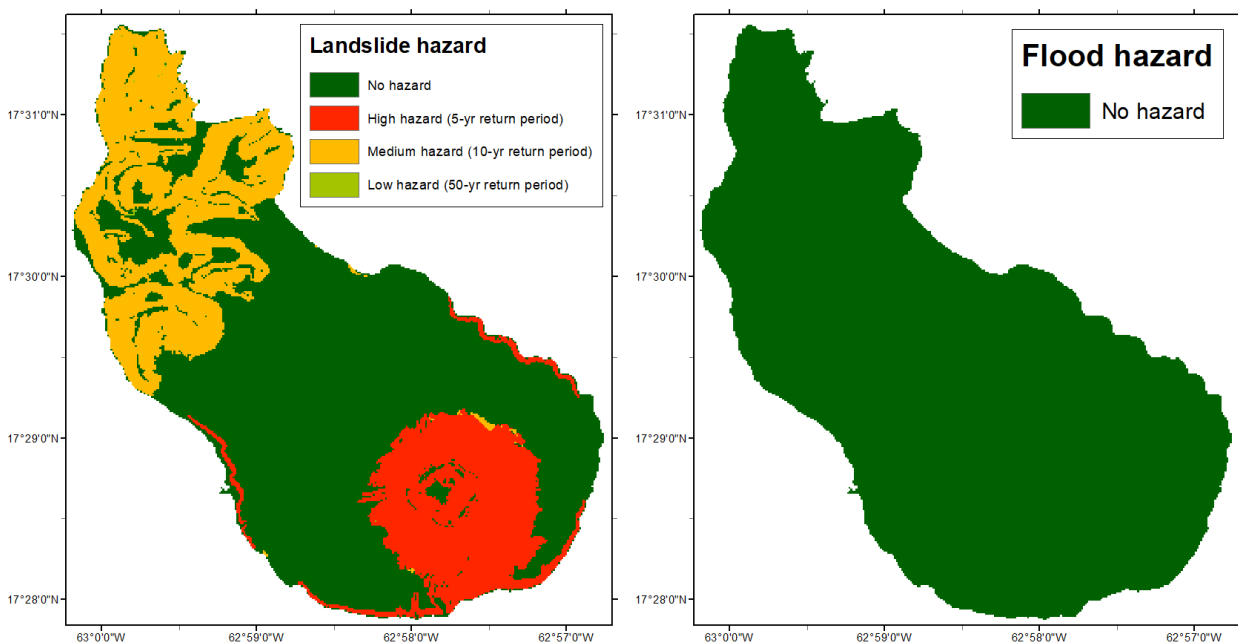 Landslide hazard
No hazard
High hazard (5-yr return period)
Medium hazard (10-yr return period)
Low hazard (50-yr return period)
17°31'0"N
17°30'0"N
17°29'0"N
17°28'0"N
63°0'0"W
62°59'0"W
62°58'0"W
62°57'0"W
Flood hazard
No hazard
17°31'0"N
17°30'0"N
17°29'0"N
17°28'0"N
63°0'0"W
62°59'0"W
62°58'0"W
62°57'0"W